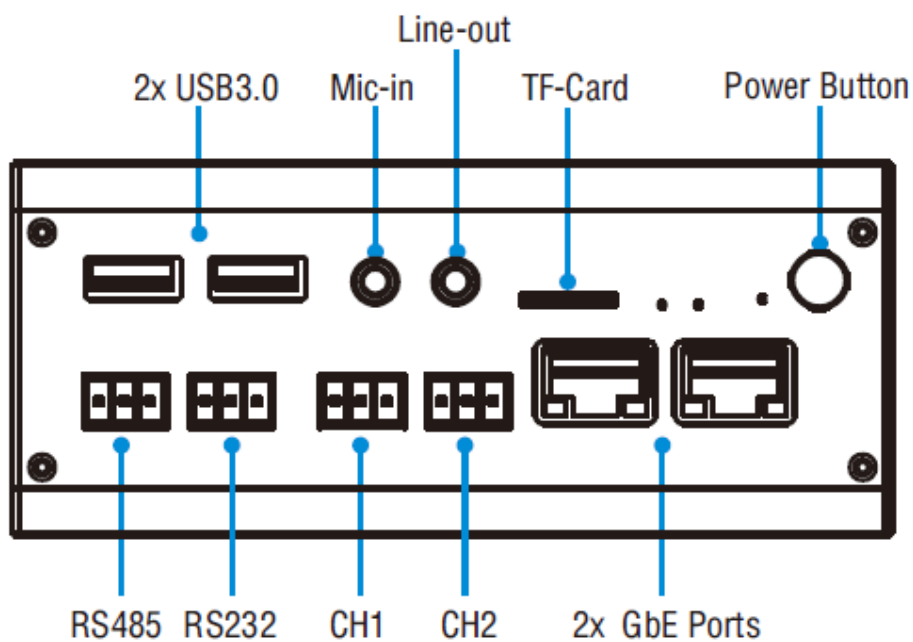 Line-out
2x USB3.0
Mic-in
TF-Card
Power Button
RS485
RS232
CH1
CH2
2x GbE Ports